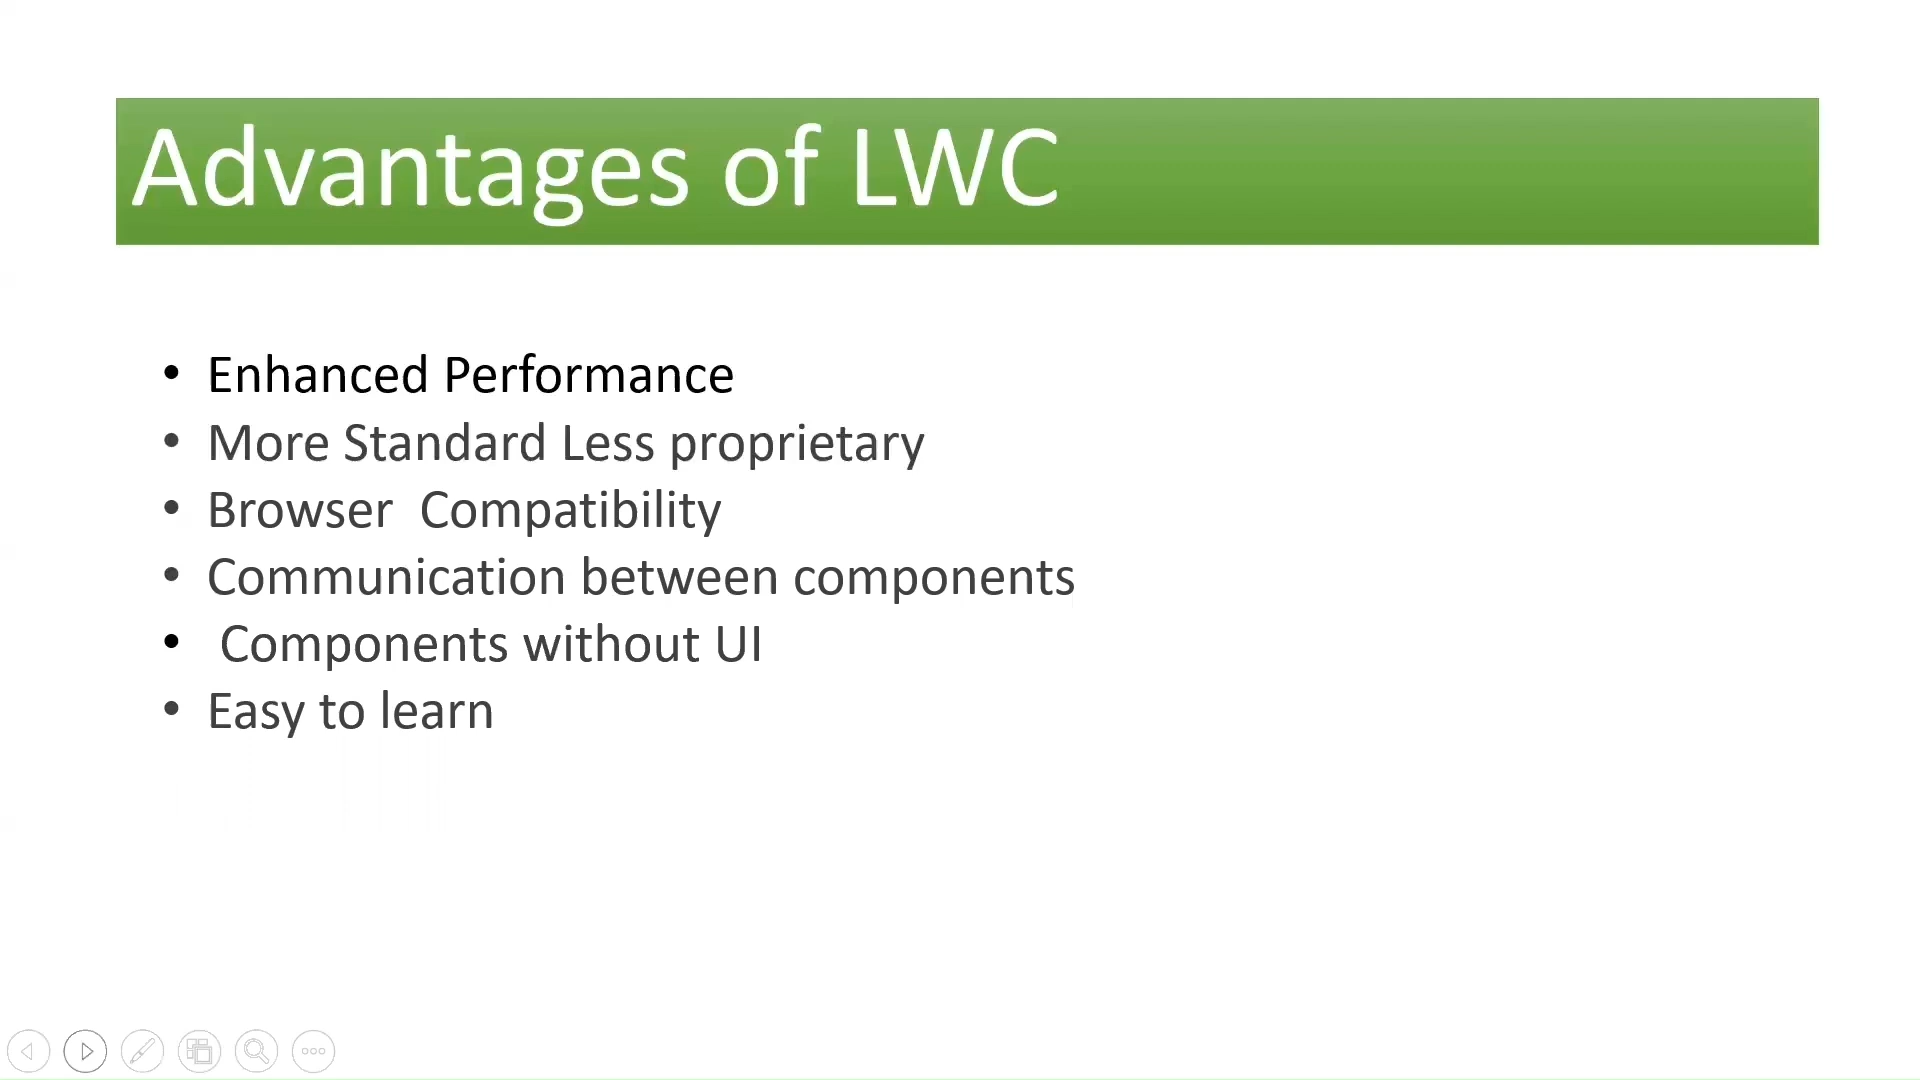 Advantages of LWC
• Enhanced Performance
• More Standard Less proprietary
• Browser  Compatibility
• Communication between components
•  Components without UI
• Easy to learn